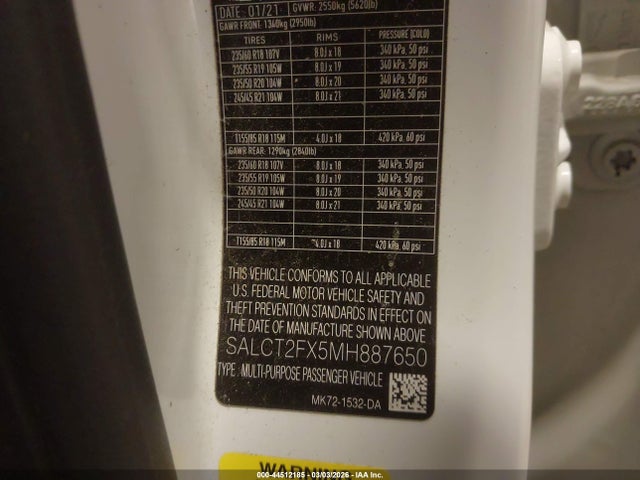 DATE 01/21 GVWR: 2550kg (5620lb)
GAWR FRONT: 1340kg (2950lb)
TIRES RIMS PRESSURE (COLD)
235/60 R18 107V 8.0J x 18 340 kPa, 50 psi
235/55 R19 105W 8.0J x 19 340 kPa, 50 psi
235/50 R20 104W 8.0J x 20 340 kPa, 50 psi
245/45 R21 104W 8.0J x 21 340 kPa, 50 psi
T155/85 R18 115M 4.0J x 18 420 kPa, 60 psi
GAWR REAR: 1290kg (2840lb)
235/60 R18 107V 8.0J x 18 340 kPa, 50 psi
235/55 R19 105W 8.0J x 19 340 kPa, 50 psi
235/50 R20 104W 8.0J x 20 340 kPa, 50 psi
245/45 R21 104W 8.0J x 21 340 kPa, 50 psi
T155/85 R18 115M 4.0J x 18 420 kPa, 60 psi
THIS VEHICLE CONFORMS TO ALL APPLICABLE
U.S. FEDERAL MOTOR VEHICLE SAFETY AND
THEFT PREVENTION STANDARDS IN EFFECT ON
THE DATE OF MANUFACTURE SHOWN ABOVE
SALCT2FX5MH887650
TYPE : MULTI-PURPOSE PASSENGER VEHICLE
MK72-1532-DA
WARNING
000-44512185 - 03/03/2026 - IAA Inc.